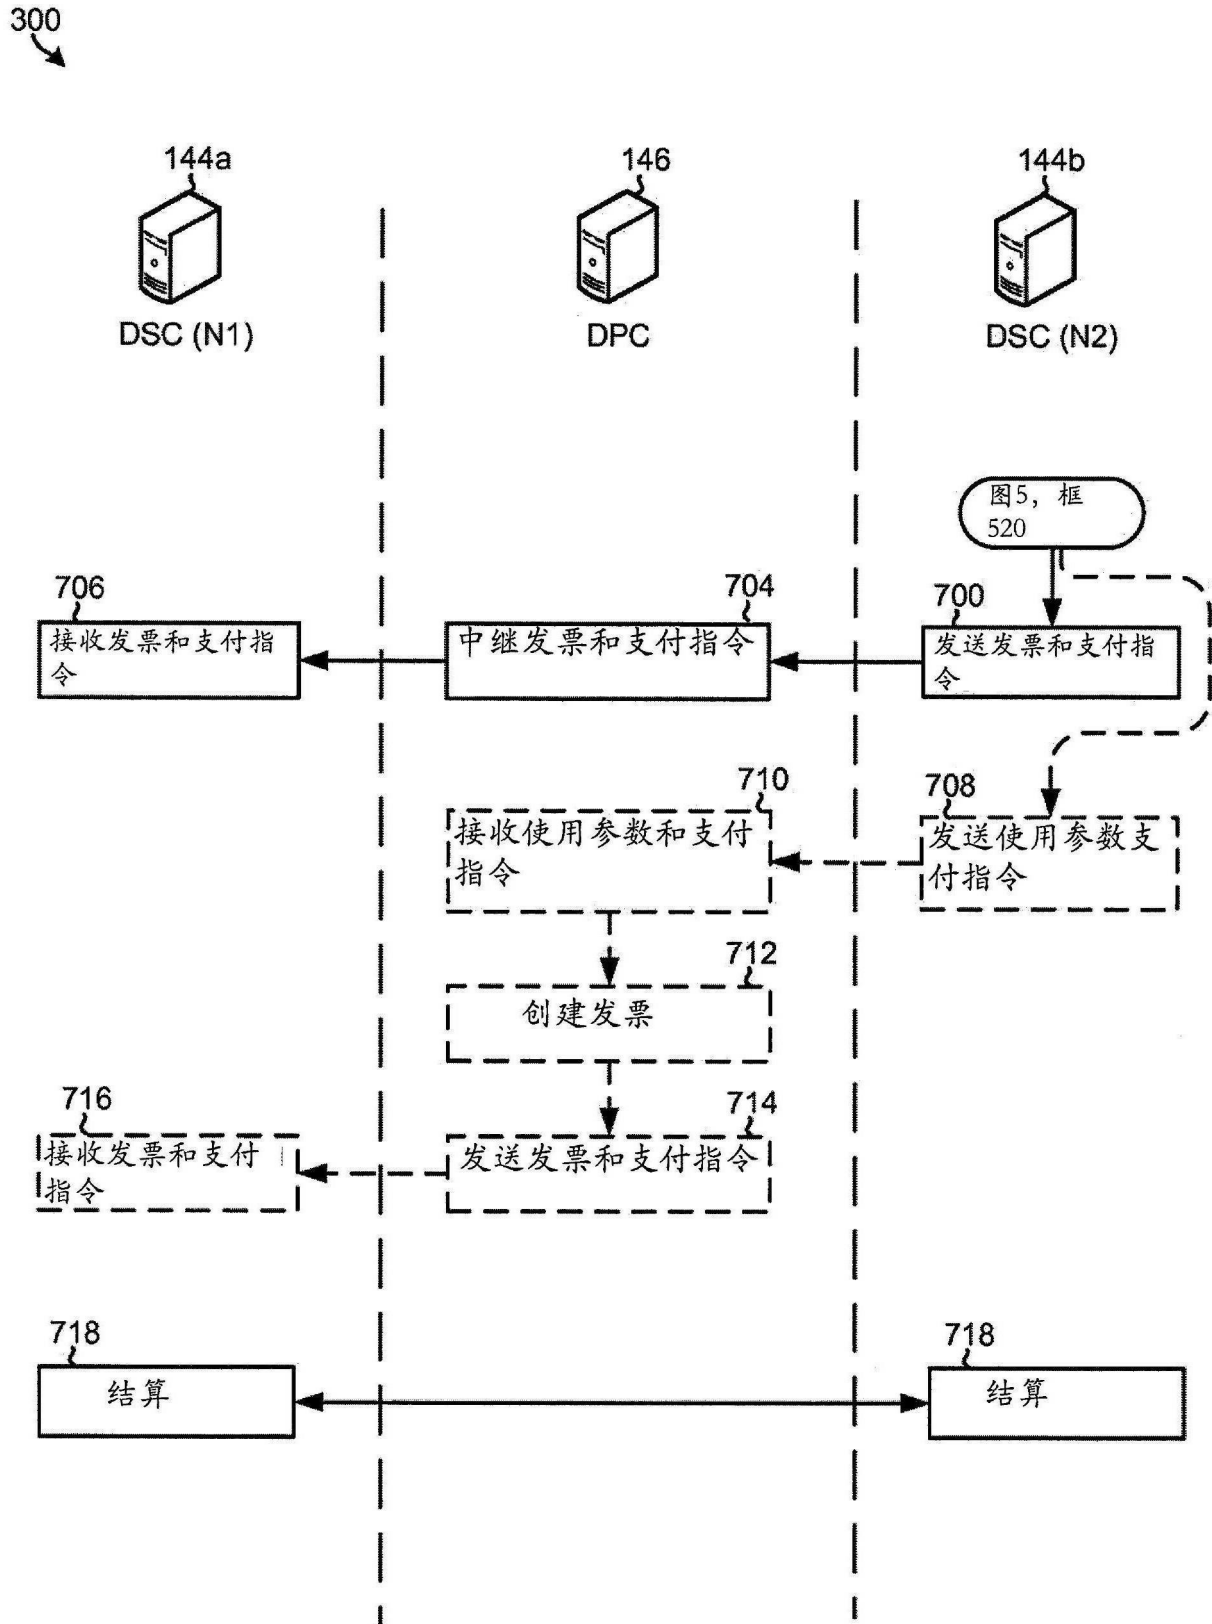 300
144a
146
144b
DSC (N1)
DPC
DSC (N2)
图5，框
520
706
704
700
接收发票和支付指
令
中继发票和支付指令
发送发票和支付指
令
710
708
接收使用参数和支付
指令
发送使用参数支
付指令
712
创建发票
716
714
接收发票和支付
指令
发送发票和支付指令
718
718
结算
结算